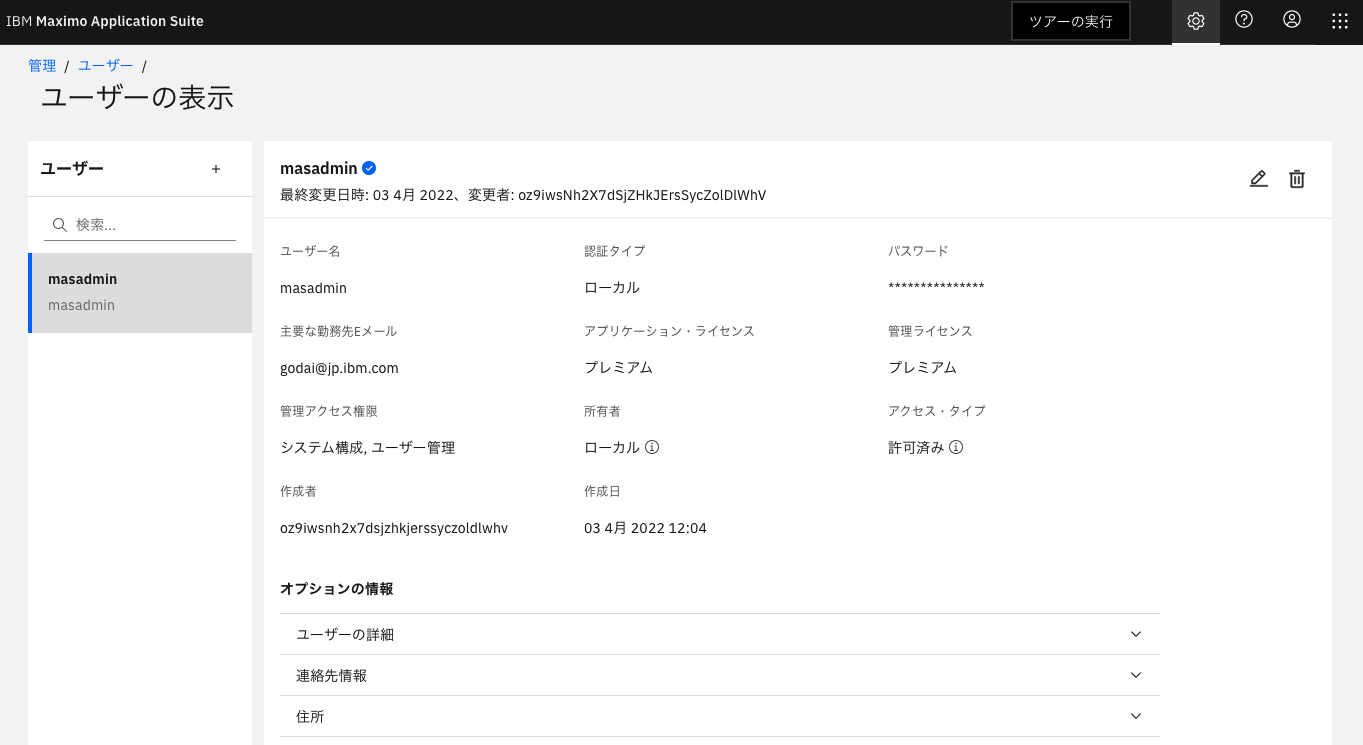 IBM Maximo Application Suite
ツアーの実行
管理 / ユーザー /
ユーザーの表示
ユーザー +
検索...
masadmin
masadmin
masadmin
最終変更日時: 03 4月 2022、変更者: oz9iwsNh2X7dSjZHkJErsSycZolDlWhV
ユーザー名 認証タイプ パスワード
masadmin ローカル ***************
主要な勤務先Eメール アプリケーション・ライセンス 管理ライセンス
godai@jp.ibm.com プレミアム プレミアム
管理アクセス権限 所有者 アクセス・タイプ
システム構成, ユーザー管理 ローカル 許可済み
作成者 作成日
oz9iwsnh2x7dsjzhkjerssyczoldlwhv 03 4月 2022 12:04
オプションの情報
ユーザーの詳細
連絡先情報
住所